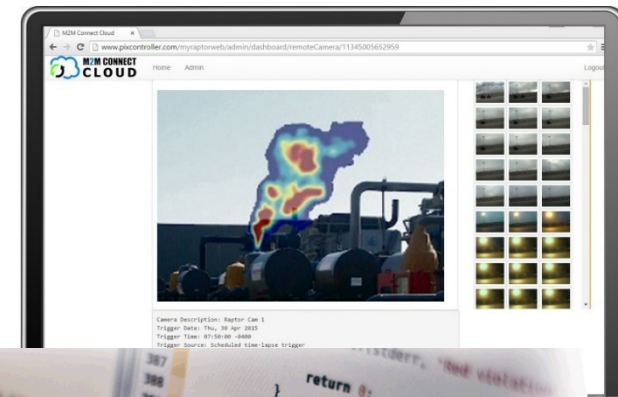 M2M Connect Cloud
www.pixcontroller.com/myraptorweb/admin/dashboard/remoteCamera/11345005652959
M2M CONNECT
CLOUD
Home Admin Logout
Camera Description: Raptor Cam 1
Trigger Date: Thu, 30 Apr 2015
Trigger Time: 07:50:00 -0400
Trigger Source: Scheduled time-lapse trigger
387
388
}
return 0;